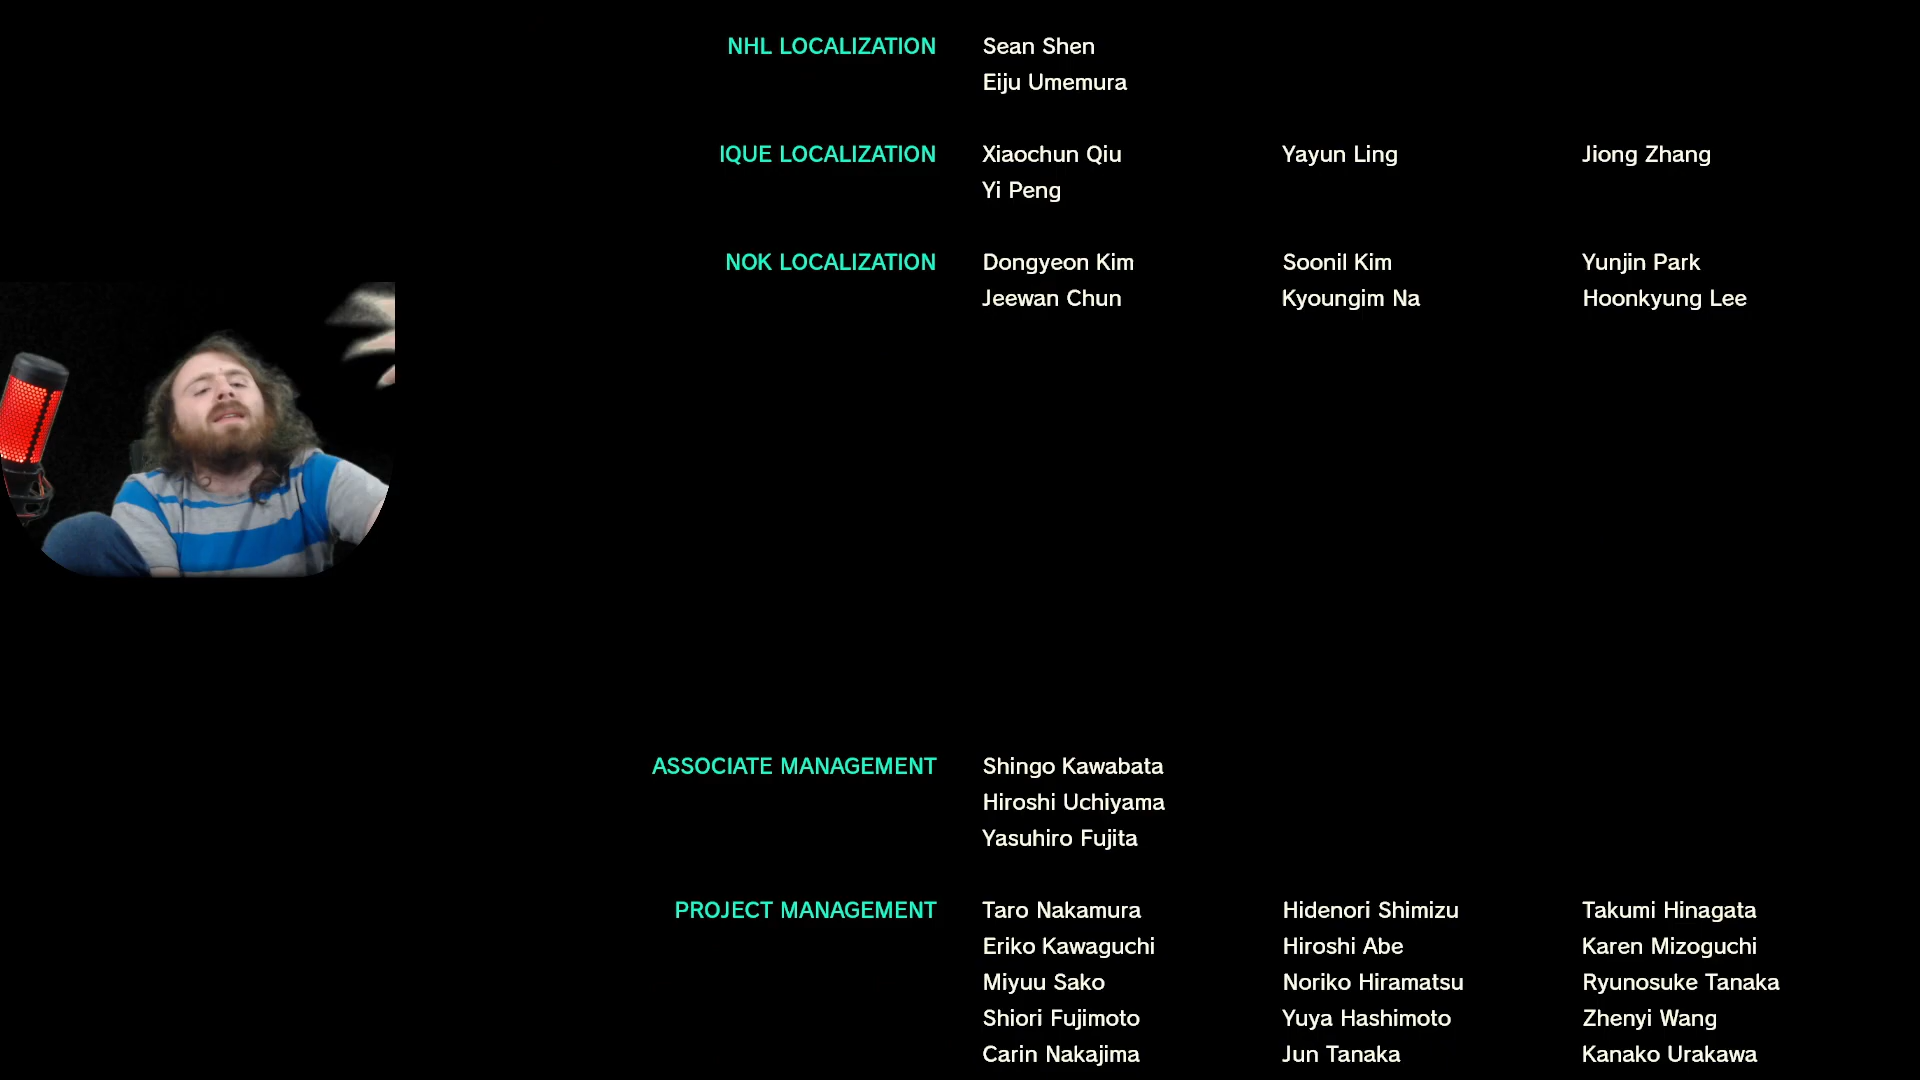 NHL LOCALIZATION Sean Shen
Eiju Umemura
IQUE LOCALIZATION Xiaochun Qiu Yayun Ling Jiong Zhang
Yi Peng
NOK LOCALIZATION Dongyeon Kim Soonil Kim Yunjin Park
Jeewan Chun Kyoungim Na Hoonkyung Lee
ASSOCIATE MANAGEMENT Shingo Kawabata
Hiroshi Uchiyama
Yasuhiro Fujita
PROJECT MANAGEMENT Taro Nakamura Hidenori Shimizu Takumi Hinagata
Eriko Kawaguchi Hiroshi Abe Karen Mizoguchi
Miyuu Sako Noriko Hiramatsu Ryunosuke Tanaka
Shiori Fujimoto Yuya Hashimoto Zhenyi Wang
Carin Nakajima Jun Tanaka Kanako Urakawa